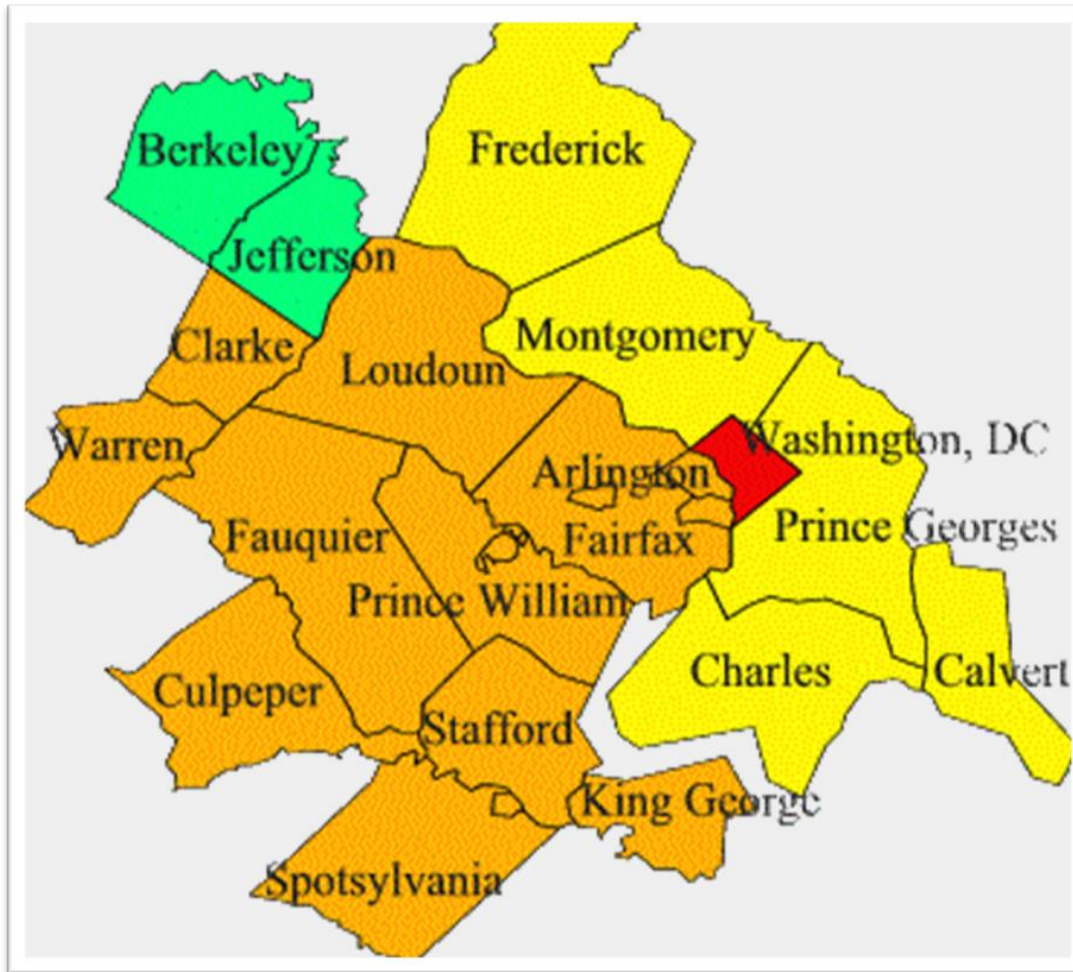 Berkeley
Frederick
Jefferson
Montgomery
Clarke
Loudoun
Washington, DC
Warren
Arlington
Prince Georges
Fauquier
Fairfax
Prince William
Charles
Calvert
Culpeper
Stafford
King George
Spotsylvania